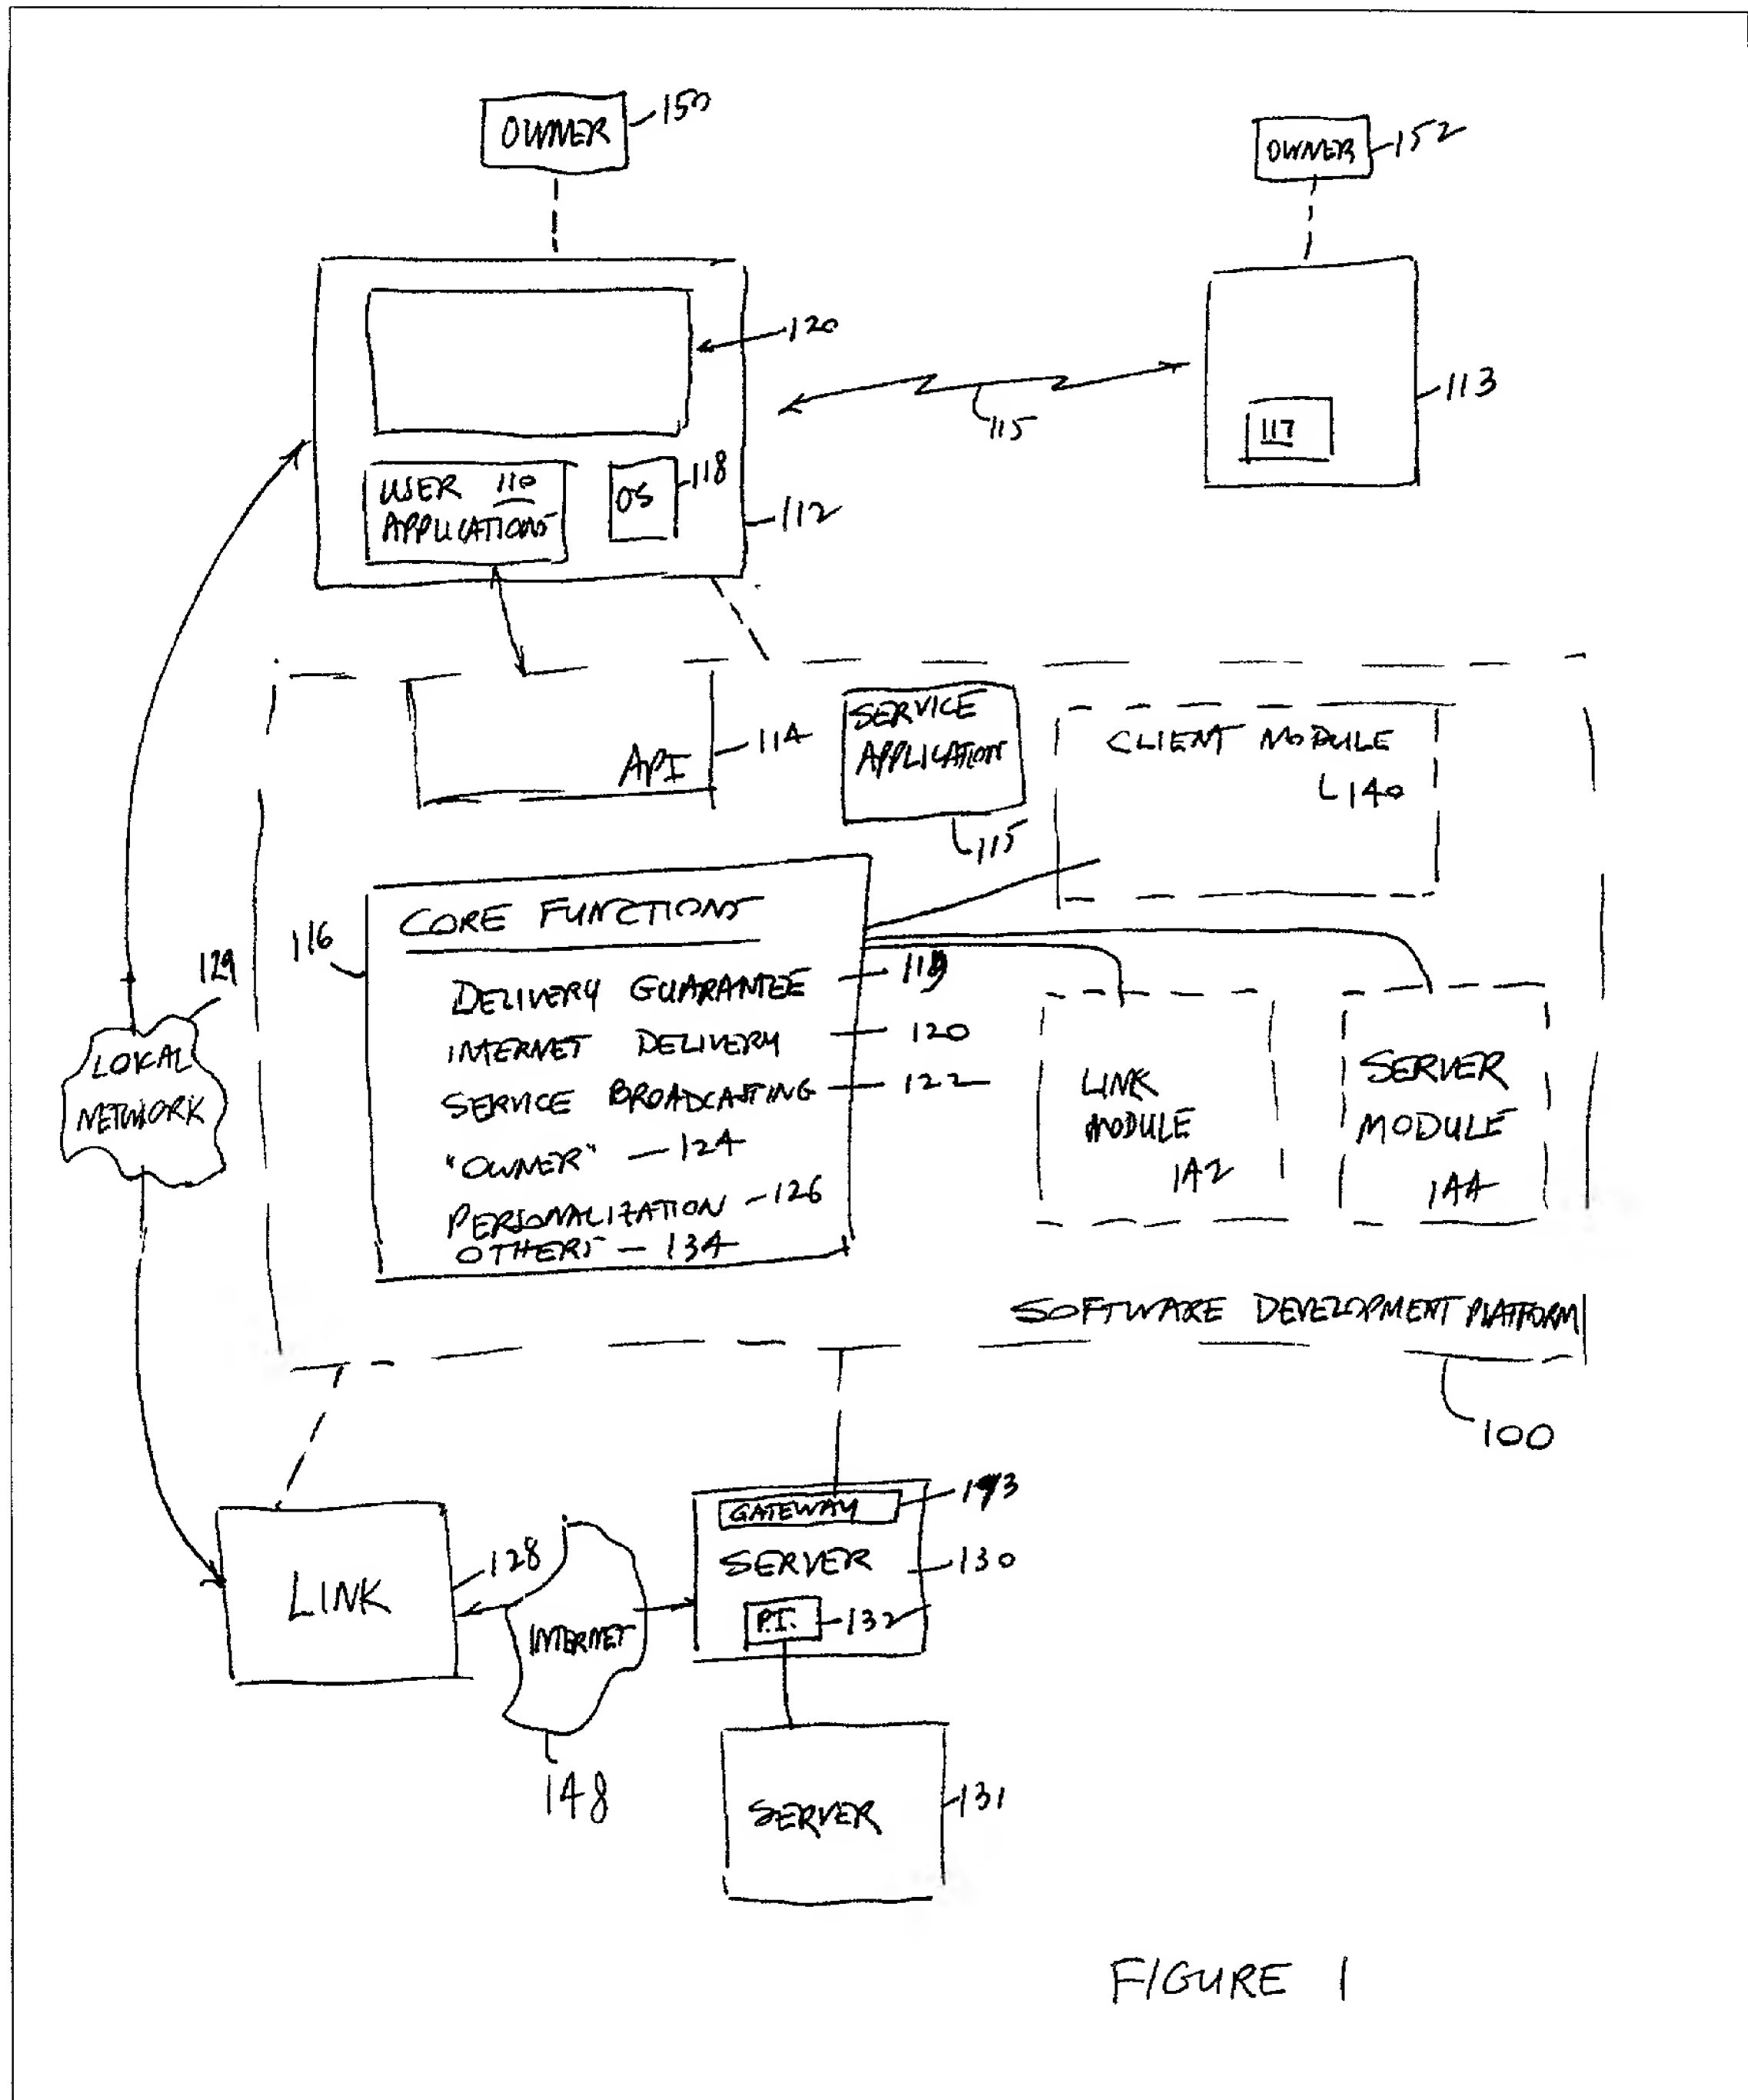 OWNER 150
OWNER 152
120
115
113
117
USER 110
APPLICATIONS
OS
118
112
API
114
SERVICE
APPLICATION
115
CLIENT MODULE
140
116
CORE FUNCTIONS
DELIVERY GUARANTEE 119
INTERNET DELIVERY 120
SERVICE BROADCASTING 122
"OWNER" — 124
PERSONALIZATION — 126
OTHERS — 134
LINK
MODULE
142
SERVER
MODULE
144
129
LOKAL
NETWORK
SOFTWARE DEVELOPMENT PLATFORM
100
LINK
128
INTERNET
148
GATEWAY
SERVER 130
P.I. 132
SERVER
131
FIGURE 1